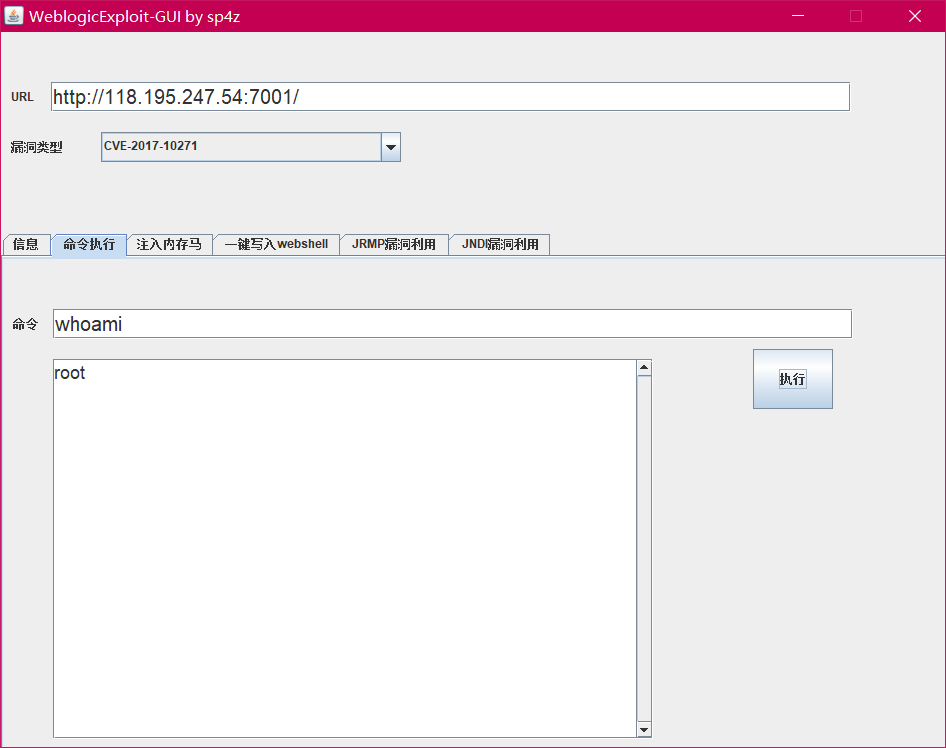 WeblogicExploit-GUI by sp4z
URL http://118.195.247.54:7001/
漏洞类型 CVE-2017-10271
信息 命令执行 注入内存马 一键写入webshell JRMP漏洞利用 JNDI漏洞利用
命令 whoami
root
执行